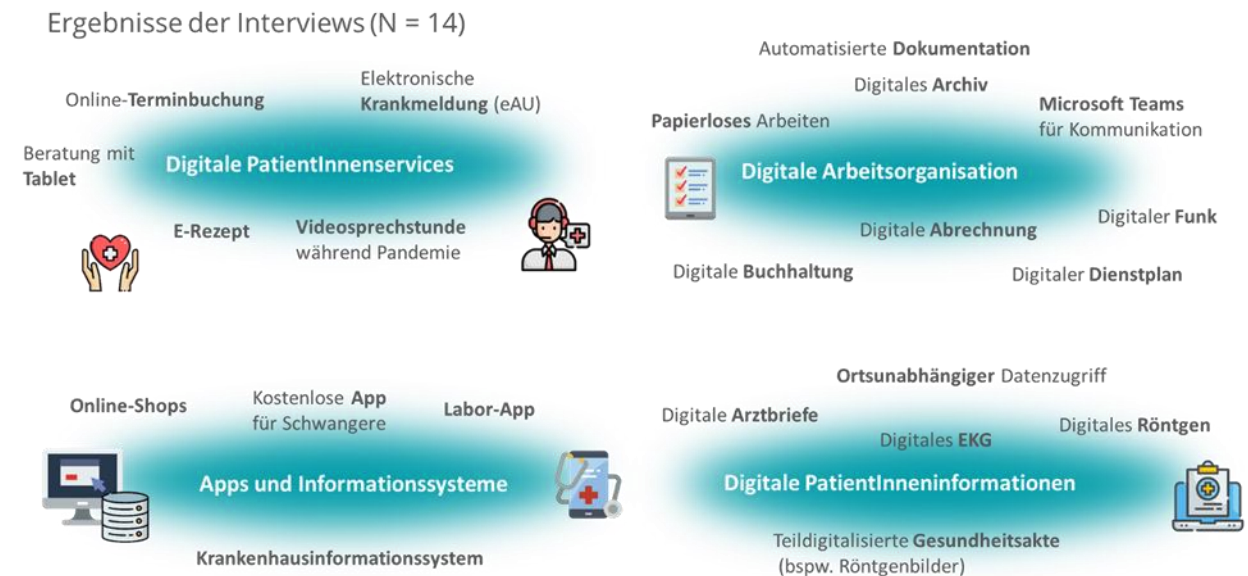 Ergebnisse der Interviews (N = 14)
Online-Terminbuchung
Elektronische
Krankmeldung (eAU)
Beratung mit
Tablet
Digitale PatientInnenservices
E-Rezept
Videosprechstunde
während Pandemie
Automatisierte Dokumentation
Digitales Archiv
Microsoft Teams
für Kommunikation
Papierloses Arbeiten
Digitale Arbeitsorganisation
Digitaler Funk
Digitale Abrechnung
Digitale Buchhaltung
Digitaler Dienstplan
Online-Shops
Kostenlose App
für Schwangere
Labor-App
Apps und Informationssysteme
Krankenhausinformationssystem
Ortsunabhängiger Datenzugriff
Digitale Arztbriefe
Digitales EKG
Digitales Röntgen
Digitale PatientInneninformationen
Teildigitalisierte Gesundheitsakte
(bspw. Röntgenbilder)